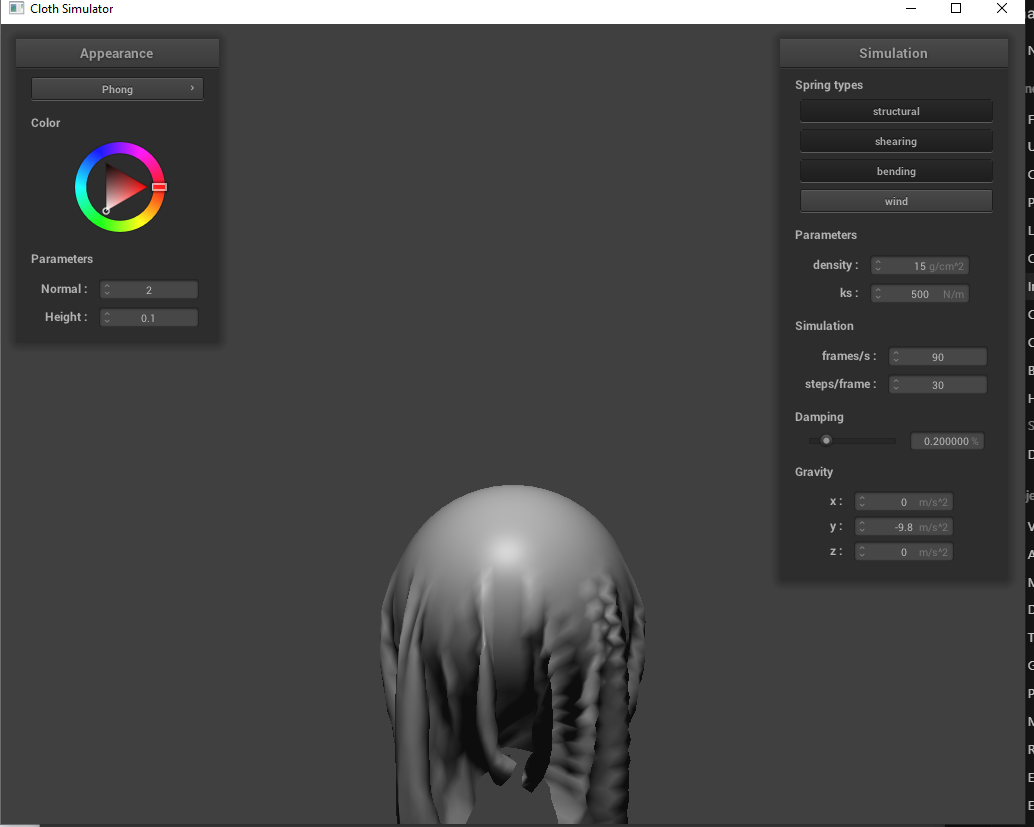 Cloth Simulator
Appearance
Phong
Color
Parameters
Normal : 2
Height : 0.1
Simulation
Spring types
structural
shearing
bending
wind
Parameters
density : 15 g/cm^2
ks : 500 N/m
Simulation
frames/s : 90
steps/frame : 30
Damping
0.200000 %
Gravity
x : 0 m/s^2
y : -9.8 m/s^2
z : 0 m/s^2